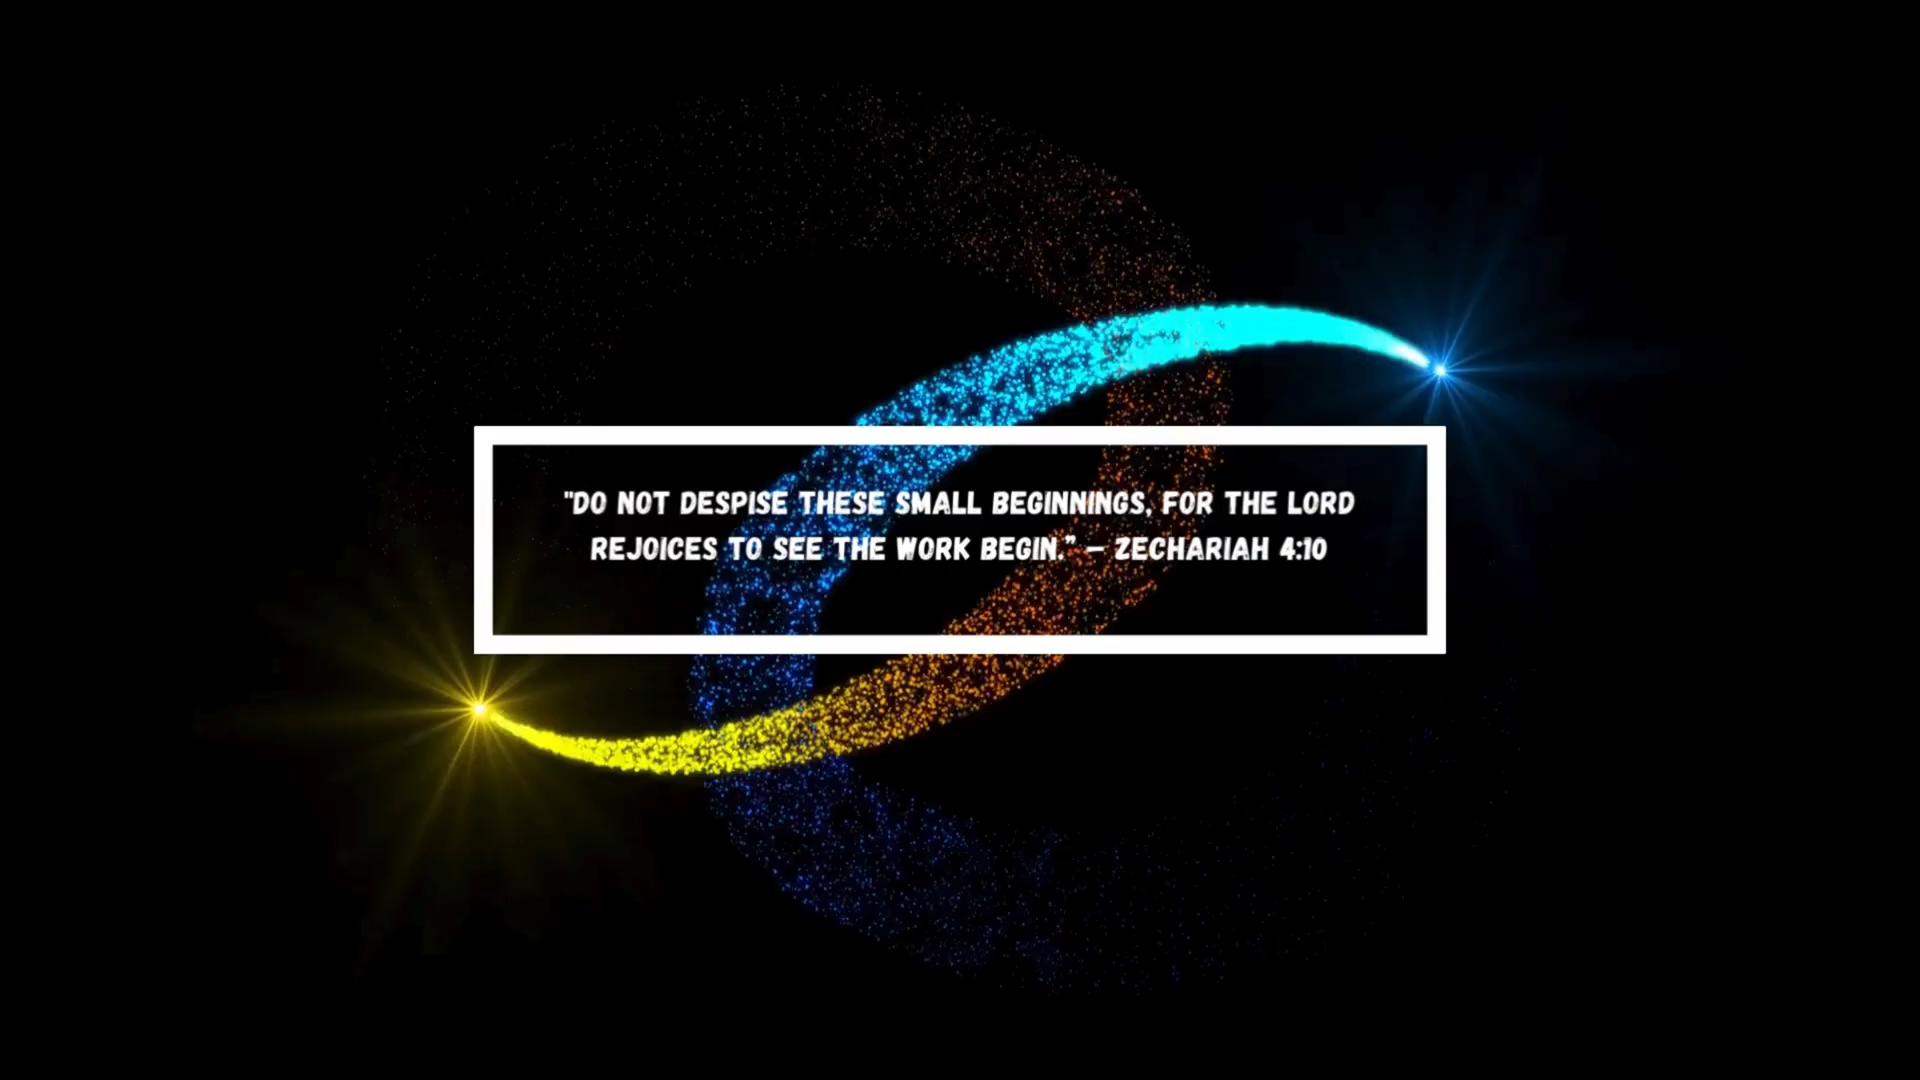 "DO NOT DESPISE THESE SMALL BEGINNINGS, FOR THE LORD
REJOICES TO SEE THE WORK BEGIN.” – ZECHARIAH 4:10